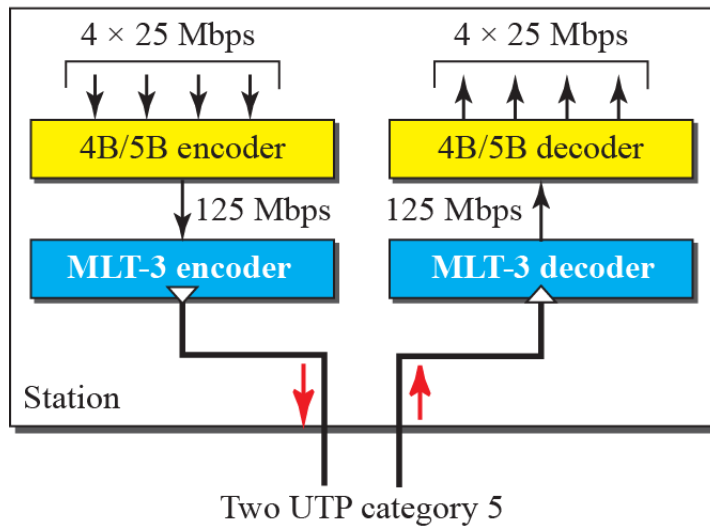 4 × 25 Mbps
4 × 25 Mbps
4B/5B encoder
4B/5B decoder
125 Mbps
125 Mbps
MLT-3 encoder
MLT-3 decoder
Station
Two UTP category 5